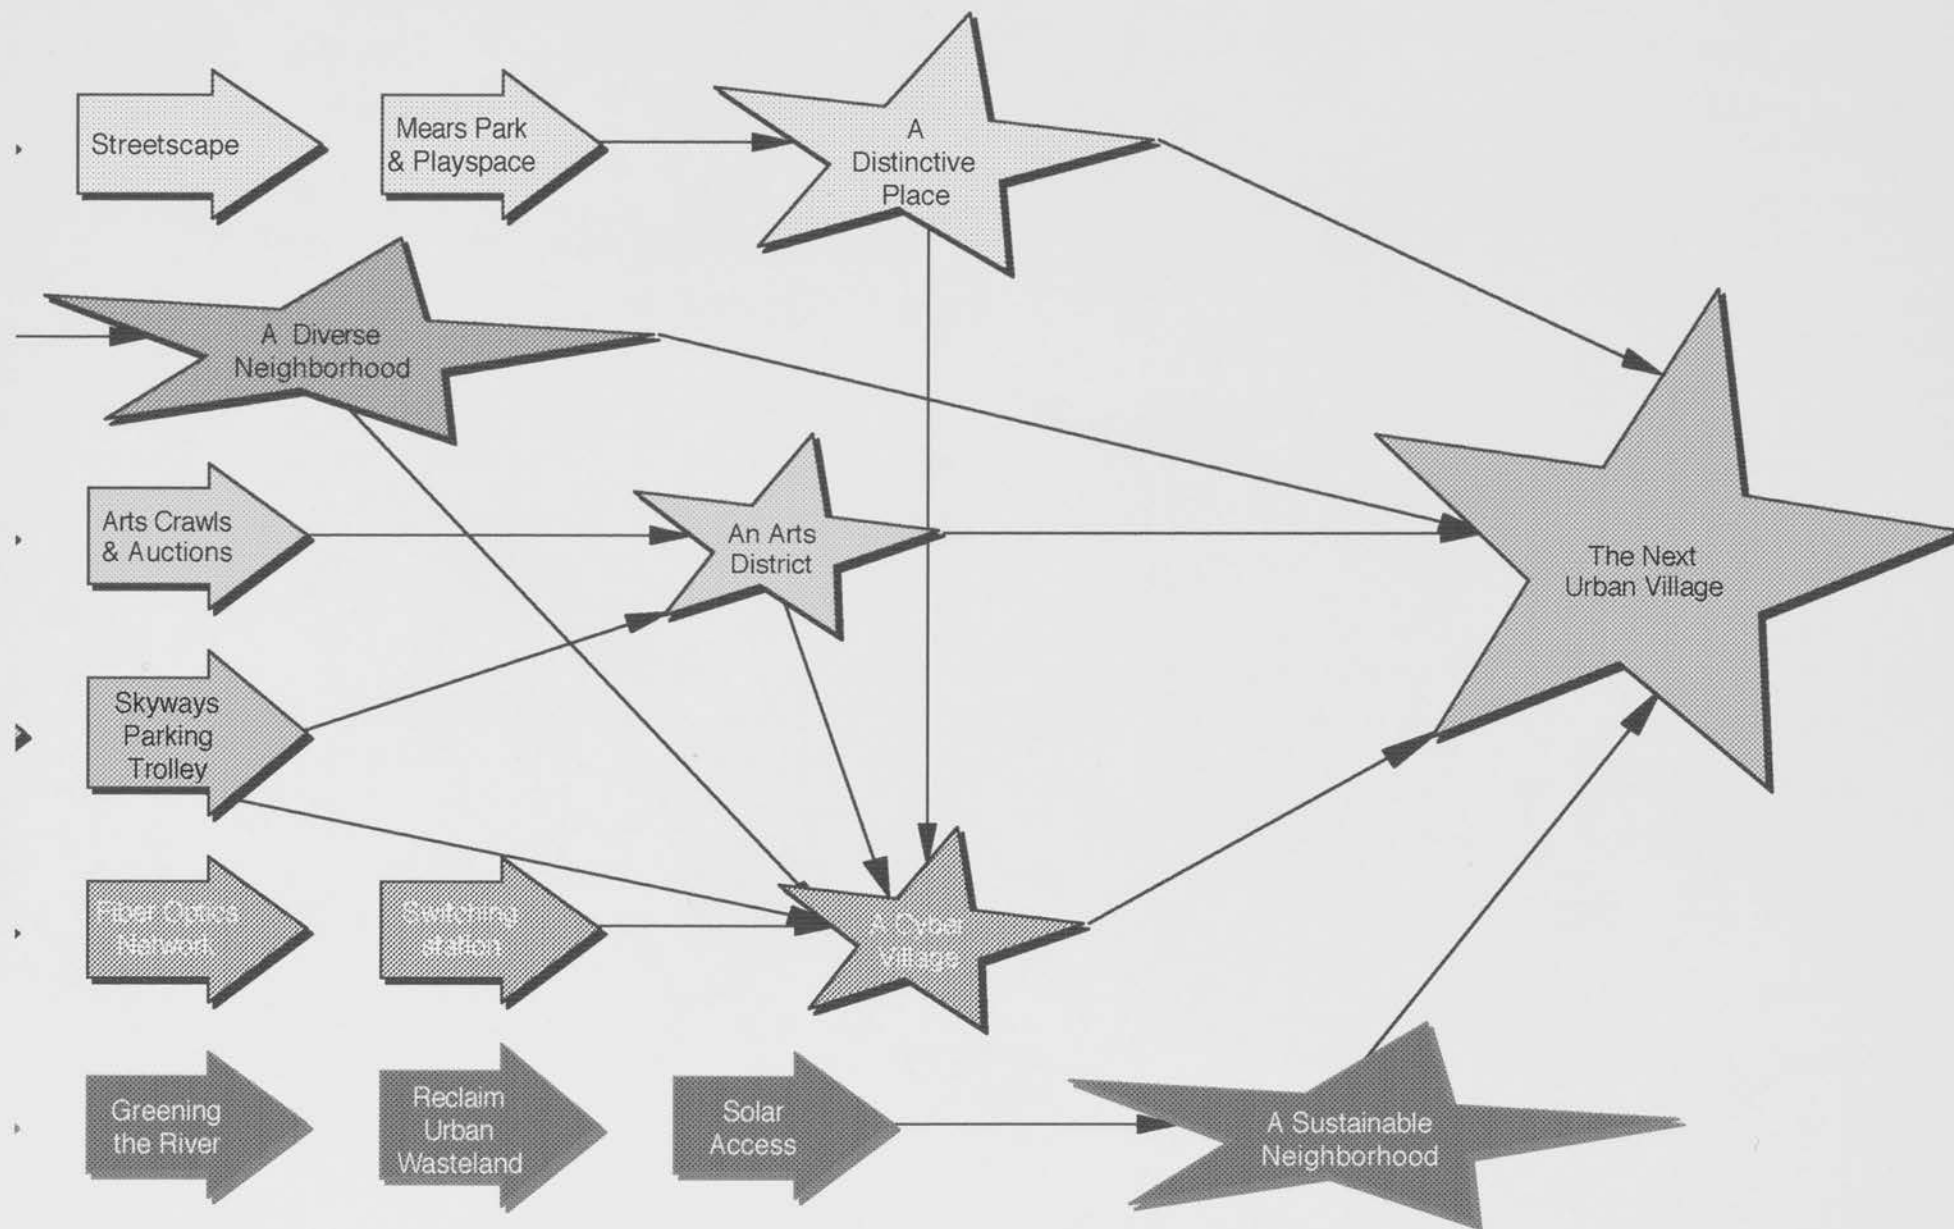 Streetscape
Mears Park
& Playspace
A
Distinctive
Place
A Diverse
Neighborhood
Arts Crawls
& Auctions
An Arts
District
The Next
Urban Village
Skyways
Parking
Trolley
Fiber Optics
Network
Switching
station
A Cyber
Village
Greening
the River
Reclaim
Urban
Wasteland
Solar
Access
A Sustainable
Neighborhood